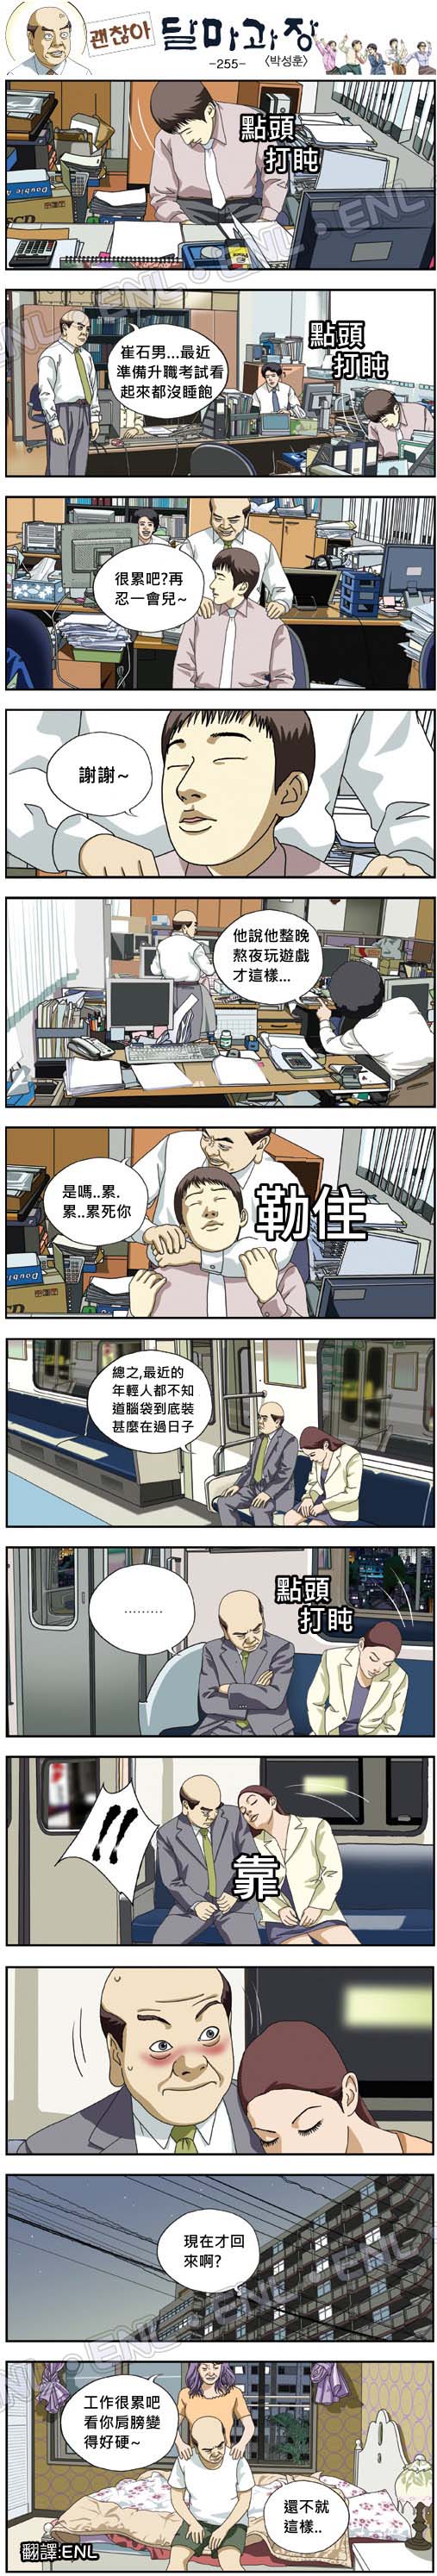 괜찮아
달마과장
-255-
〈박성훈〉
點頭
打盹
崔石男...最近
準備升職考試看
起來都沒睡飽
點頭
打盹
很累吧?再
忍一會兒~
謝謝~
他說他整晚
熬夜玩遊戲
才這樣...
是嗎..累.
累..累死你
勒住
總之,最近的
年輕人都不知
道腦袋到底裝
甚麼在過日子
.........
點頭
打盹
!!
靠
現在才回
來啊?
工作很累吧
看你肩膀變
得好硬~
還不就
這樣..
翻譯:ENL